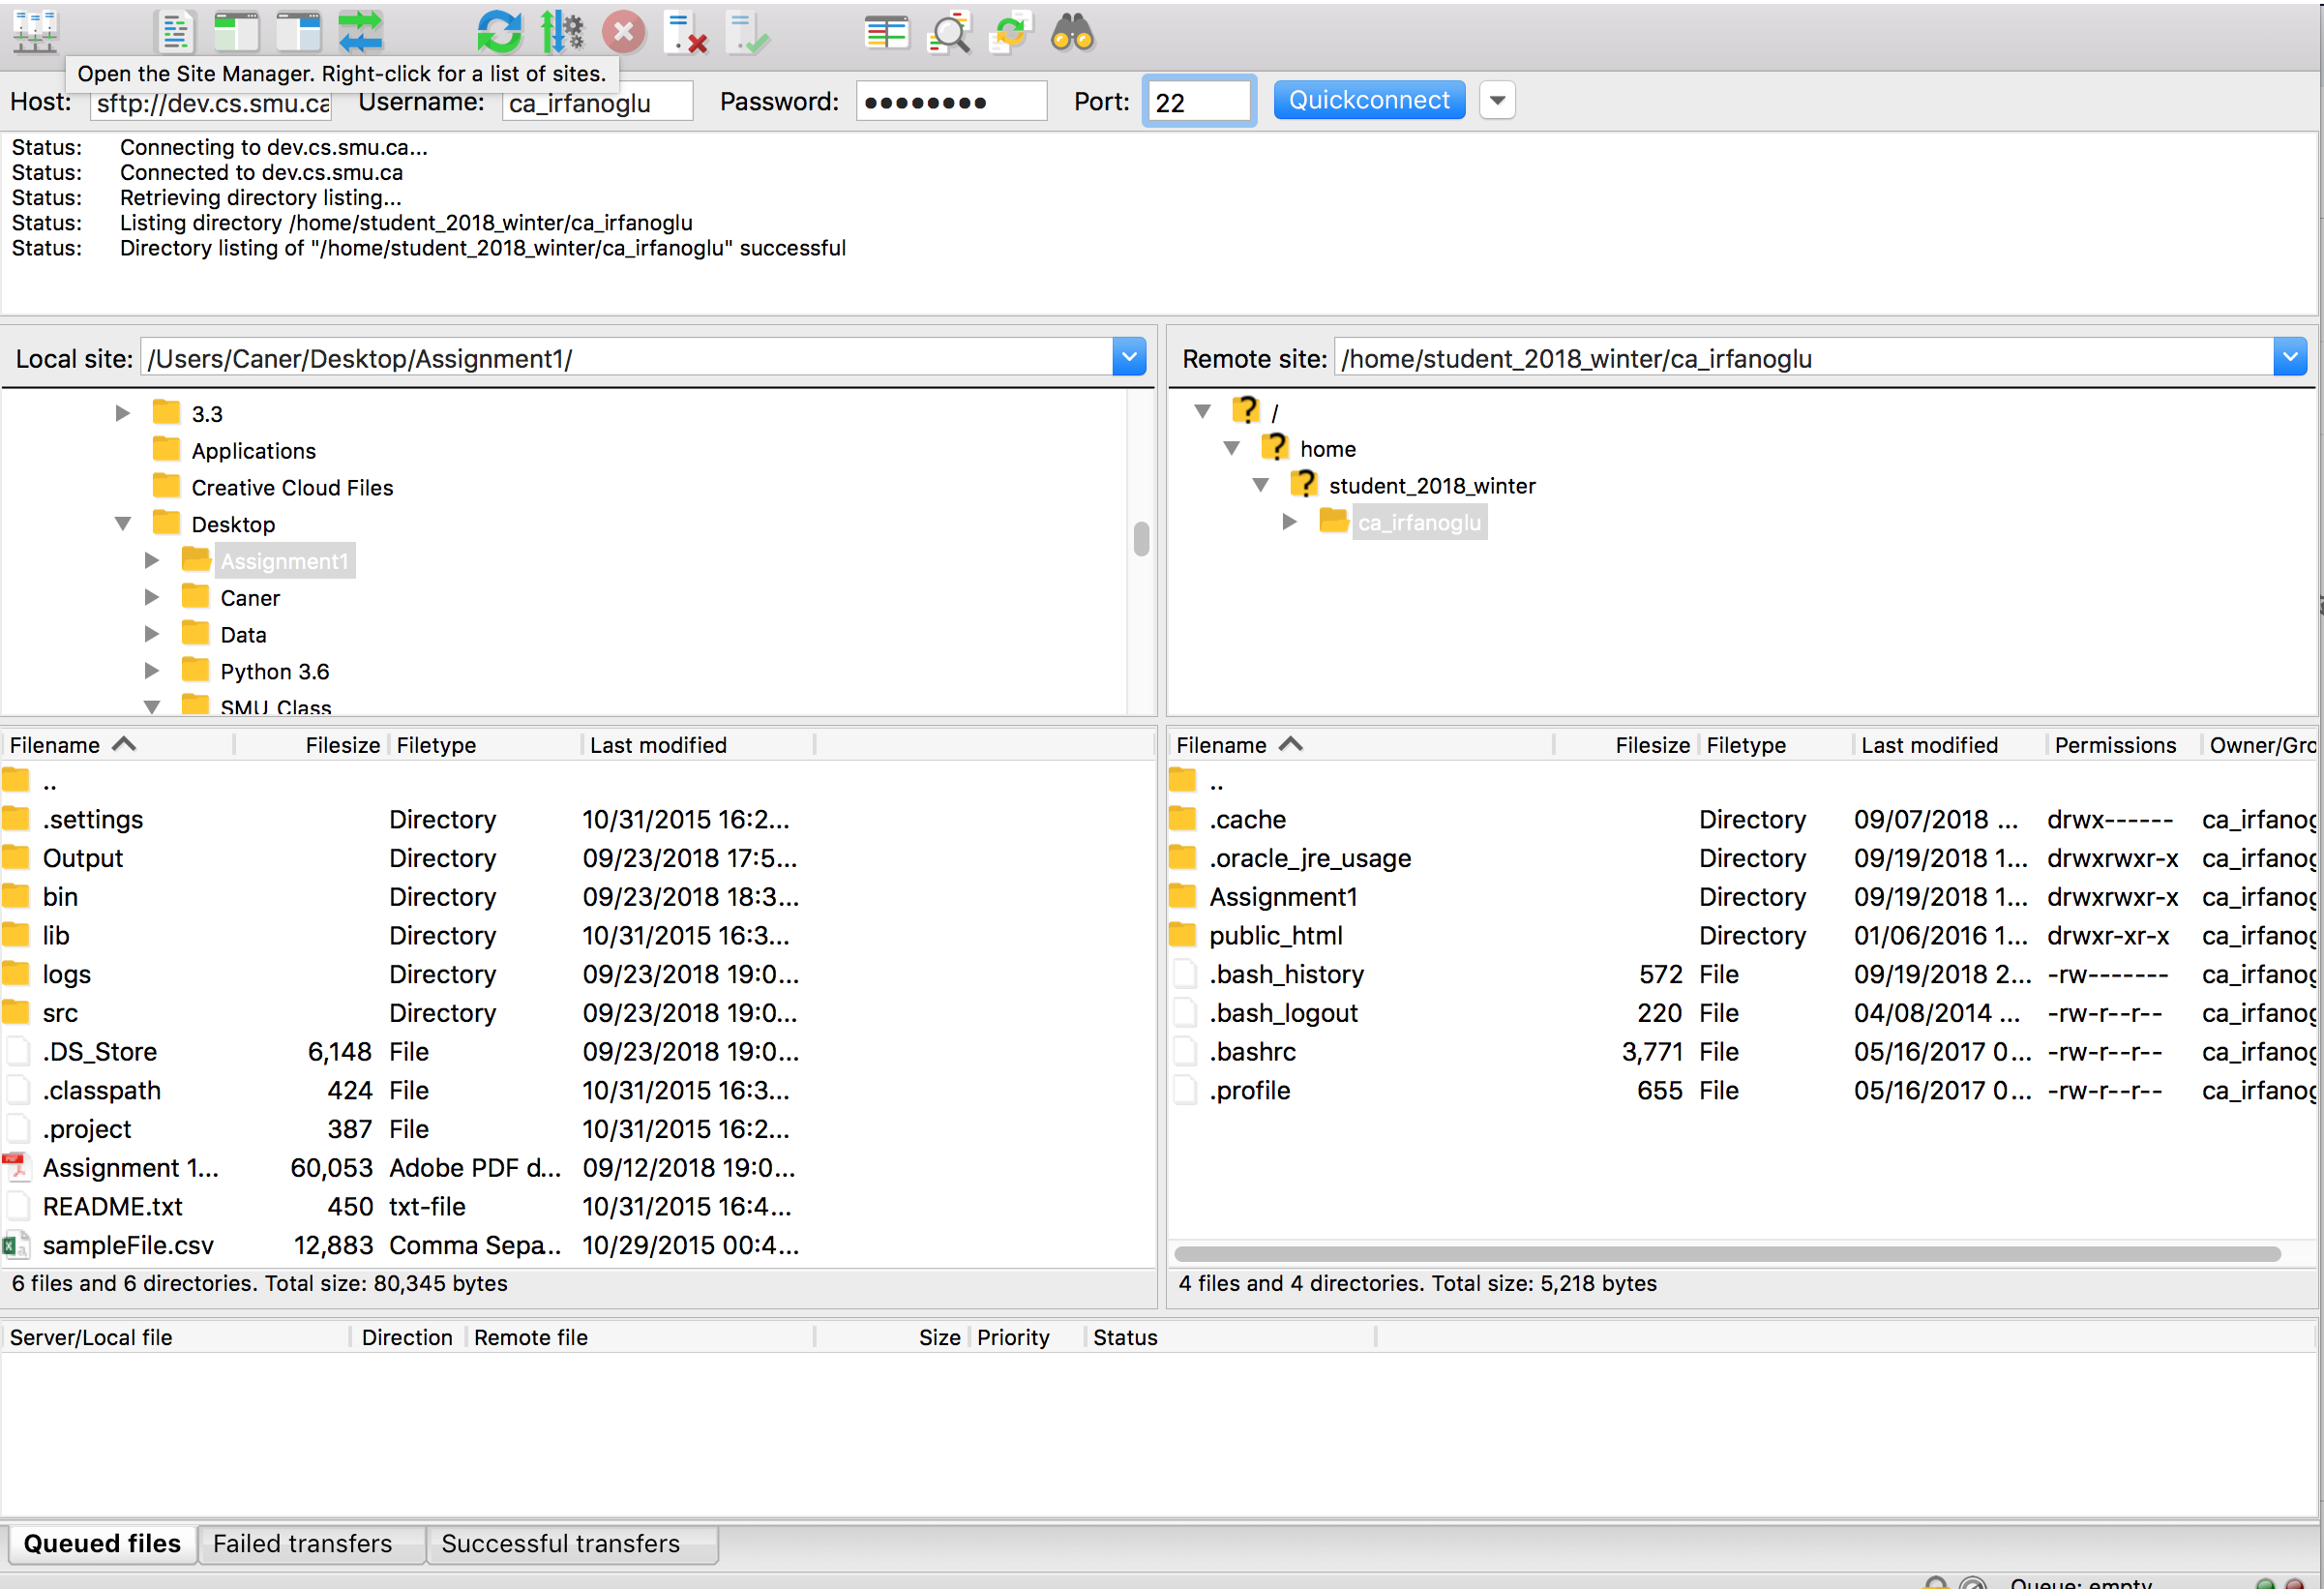 Open the Site Manager. Right-click for a list of sites.
Host: sftp://dev.cs.smu.ca Username: ca_irfanoglu Password: ●●●●●●●● Port: 22 Quickconnect
Status: Connecting to dev.cs.smu.ca...
Status: Connected to dev.cs.smu.ca
Status: Retrieving directory listing...
Status: Listing directory /home/student_2018_winter/ca_irfanoglu
Status: Directory listing of "/home/student_2018_winter/ca_irfanoglu" successful
Local site: /Users/Caner/Desktop/Assignment1/
3.3
Applications
Creative Cloud Files
Desktop
Assignment1
Caner
Data
Python 3.6
SMU Class
Remote site: /home/student_2018_winter/ca_irfanoglu
/
home
student_2018_winter
ca_irfanoglu
Filename Filesize Filetype Last modified
..
.settings Directory 10/31/2015 16:2...
Output Directory 09/23/2018 17:5...
bin Directory 09/23/2018 18:3...
lib Directory 10/31/2015 16:3...
logs Directory 09/23/2018 19:0...
src Directory 09/23/2018 19:0...
.DS_Store 6,148 File 09/23/2018 19:0...
.classpath 424 File 10/31/2015 16:3...
.project 387 File 10/31/2015 16:2...
Assignment 1... 60,053 Adobe PDF d... 09/12/2018 19:0...
README.txt 450 txt-file 10/31/2015 16:4...
sampleFile.csv 12,883 Comma Sepa... 10/29/2015 00:4...
6 files and 6 directories. Total size: 80,345 bytes
Filename Filesize Filetype Last modified Permissions Owner/Gro
..
.cache Directory 09/07/2018 ... drwx------ ca_irfanog
.oracle_jre_usage Directory 09/19/2018 1... drwxrwxr-x ca_irfanog
Assignment1 Directory 09/19/2018 1... drwxrwxr-x ca_irfanog
public_html Directory 01/06/2016 1... drwxr-xr-x ca_irfanog
.bash_history 572 File 09/19/2018 2... -rw------- ca_irfanog
.bash_logout 220 File 04/08/2014 ... -rw-r--r-- ca_irfanog
.bashrc 3,771 File 05/16/2017 0... -rw-r--r-- ca_irfanog
.profile 655 File 05/16/2017 0... -rw-r--r-- ca_irfanog
4 files and 4 directories. Total size: 5,218 bytes
Server/Local file Direction Remote file Size Priority Status
Queued files Failed transfers Successful transfers
Queue: empty